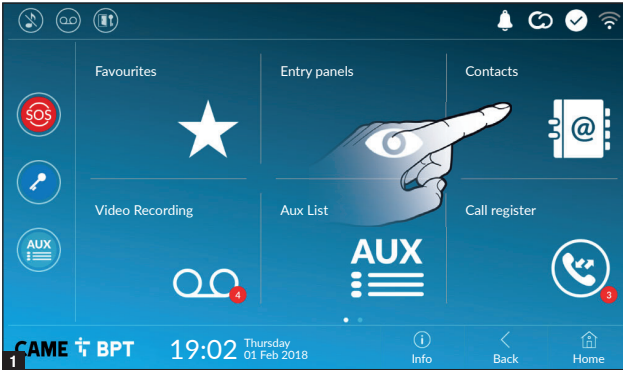 Favourites
Entry panels
Contacts
SOS
@
Video Recording
Aux List
Call register
AUX
AUX
4
3
1
CAME BPT
19:02
Thursday
01 Feb 2018
i
Info
Back
Home